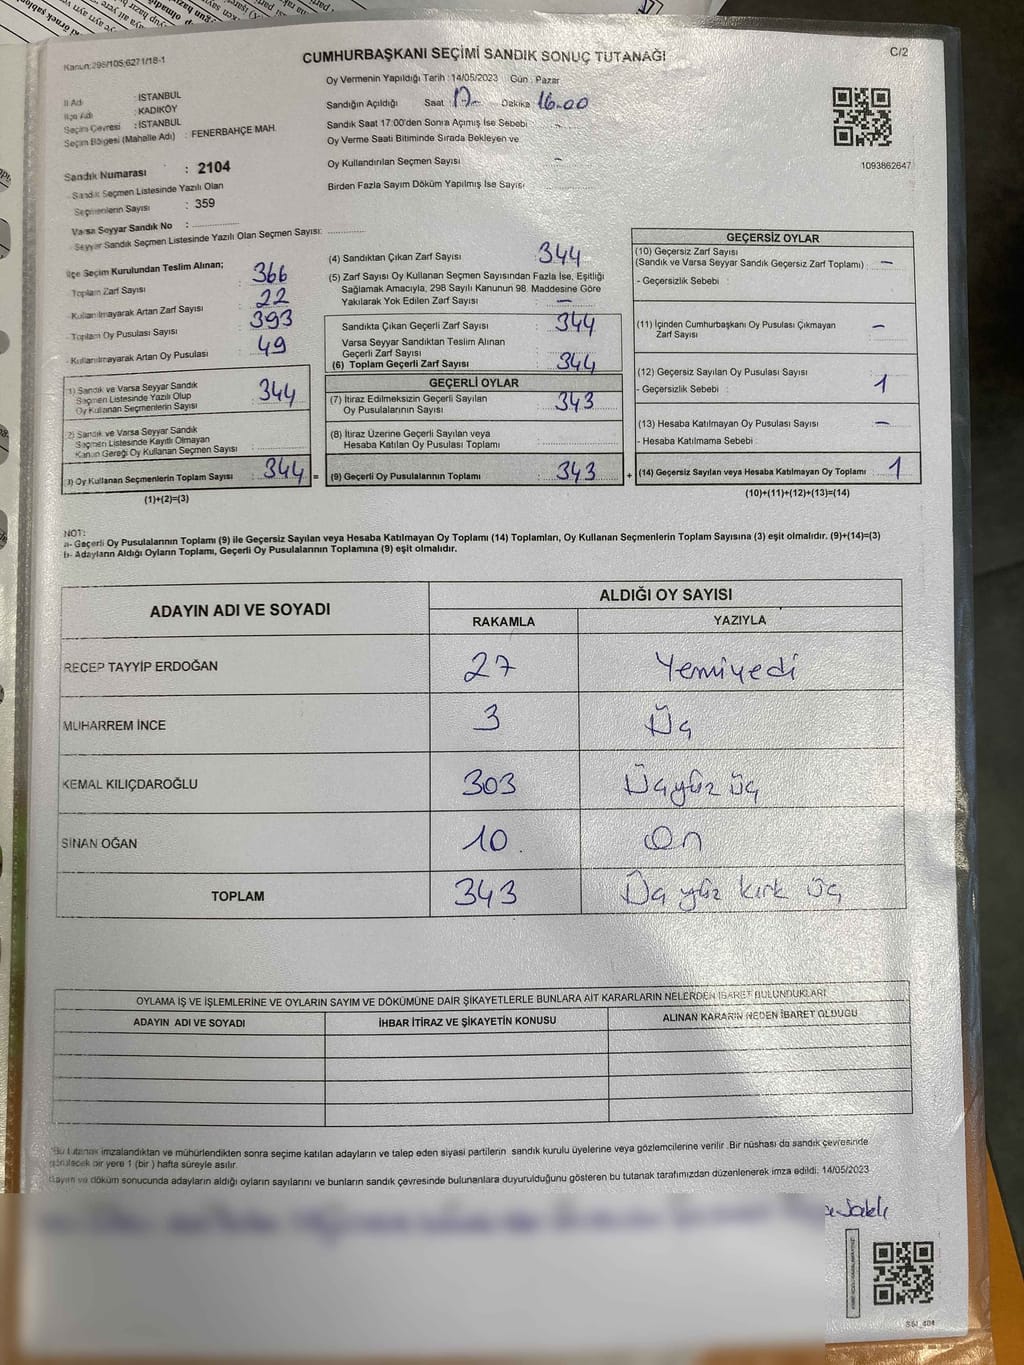 CUMHURBAŞKANI SEÇİMİ SANDIK SONUÇ TUTANAĞI
C/2
Kanun:298/105;6271/18-1
Oy Vermenin Yapıldığı Tarih : 14/05/2023 Gün : Pazar
İl Adı : İSTANBUL
İlçe Adı : KADIKÖY
Seçim Çevresi : İSTANBUL
Seçim Bölgesi (Mahalle Adı) : FENERBAHÇE MAH.
Sandığın Açıldığı Saat 17- Dakika 16.00
Sandık Saat 17:00'den Sonra Açımış İse Sebebi -
Oy Verme Saati Bitiminde Sırada Bekleyen ve
Oy Kullandırılan Seçmen Sayısı -
Birden Fazla Sayım Döküm Yapılmış İse Sayısı
1093862647
Sandık Numarası : 2104
Sandık Seçmen Listesinde Yazılı Olan
Seçmenlerin Sayısı : 359
Varsa Seyyar Sandık No :
Seyyar Sandık Seçmen Listesinde Yazılı Olan Seçmen Sayısı:
İlçe Seçim Kurulundan Teslim Alınan;
- Toplam Zarf Sayısı : 366
- Kullanılmayarak Artan Zarf Sayısı : 22
- Toplam Oy Pusulası Sayısı : 393
- Kullanılmayarak Artan Oy Pusulası : 49
(1) Sandık ve Varsa Seyyar Sandık
Seçmen Listesinde Yazılı Olup
Oy Kullanan Seçmenlerin Sayısı : 344
(2) Sandık ve Varsa Seyyar Sandık
Seçmen Listesinde Kayıtlı Olmayan
Kanun Gereği Oy Kullanan Seçmen Sayısı :
(3) Oy Kullanan Seçmenlerin Toplam Sayısı : 344 =
(1)+(2)=(3)
(4) Sandıktan Çıkan Zarf Sayısı : 344
(5) Zarf Sayısı Oy Kullanan Seçmen Sayısından Fazla İse, Eşitliği
Sağlamak Amacıyla, 298 Sayılı Kanunun 98. Maddesine Göre
Yakılarak Yok Edilen Zarf Sayısı : -
Sandıkta Çıkan Geçerli Zarf Sayısı : 344
Varsa Seyyar Sandıktan Teslim Alınan
Geçerli Zarf Sayısı :
(6) Toplam Geçerli Zarf Sayısı : 344
GEÇERLİ OYLAR
(7) İtiraz Edilmeksizin Geçerli Sayılan
Oy Pusulalarının Sayısı : 343
(8) İtiraz Üzerine Geçerli Sayılan veya
Hesaba Katılan Oy Pusulası Toplamı :
(9) Geçerli Oy Pusulalarının Toplamı : 343 +
GEÇERSİZ OYLAR
(10) Geçersiz Zarf Sayısı
(Sandık ve Varsa Seyyar Sandık Geçersiz Zarf Toplamı) : -
- Geçersizlik Sebebi :
(11) İçinden Cumhurbaşkanı Oy Pusulası Çıkmayan
Zarf Sayısı : -
(12) Geçersiz Sayılan Oy Pusulası Sayısı : 1
- Geçersizlik Sebebi :
(13) Hesaba Katılmayan Oy Pusulası Sayısı : -
- Hesaba Katılmama Sebebi :
(14) Geçersiz Sayılan veya Hesaba Katılmayan Oy Toplamı : 1
(10)+(11)+(12)+(13)=(14)
NOT:
a- Geçerli Oy Pusulalarının Toplamı (9) ile Geçersiz Sayılan veya Hesaba Katılmayan Oy Toplamı (14) Toplamları, Oy Kullanan Seçmenlerin Toplam Sayısına (3) eşit olmalıdır. (9)+(14)=(3)
b- Adayların Aldığı Oyların Toplamı, Geçerli Oy Pusulalarının Toplamına (9) eşit olmalıdır.
ADAYIN ADI VE SOYADI ALDIĞI OY SAYISI
RAKAMLA YAZIYLA
RECEP TAYYİP ERDOĞAN 27 Yemiyedi
MUHARREM İNCE 3 Üç
KEMAL KILIÇDAROĞLU 303 Üçyüz üç
SİNAN OĞAN 10 On
TOPLAM 343 Üç yüz kırk üç
OYLAMA İŞ VE İŞLEMLERİNE VE OYLARIN SAYIM VE DÖKÜMÜNE DAİR ŞİKAYETLERLE BUNLARA AİT KARARLARIN NELERDEN İBARET BULUNDUKLARI
ADAYIN ADI VE SOYADI İHBAR İTİRAZ VE ŞİKAYETİN KONUSU ALINAN KARARIN NEDEN İBARET OLDUĞU
*Bu tutanak imzalandıktan ve mühürlendikten sonra seçime katılan adayların ve talep eden siyasi partilerin sandık kurulu üyelerine veya gözlemcilerine verilir .Bir nüshası da sandık çevresinde
görülecek bir yere 1 (bir ) hafta süreyle asılır.
Sayım ve döküm sonucunda adayların aldığı oyların sayılarını ve bunların sandık çevresinde bulunanlara duyurulduğunu gösteren bu tutanak tarafımızdan düzenlenerek imza edildi. 14/05/2023